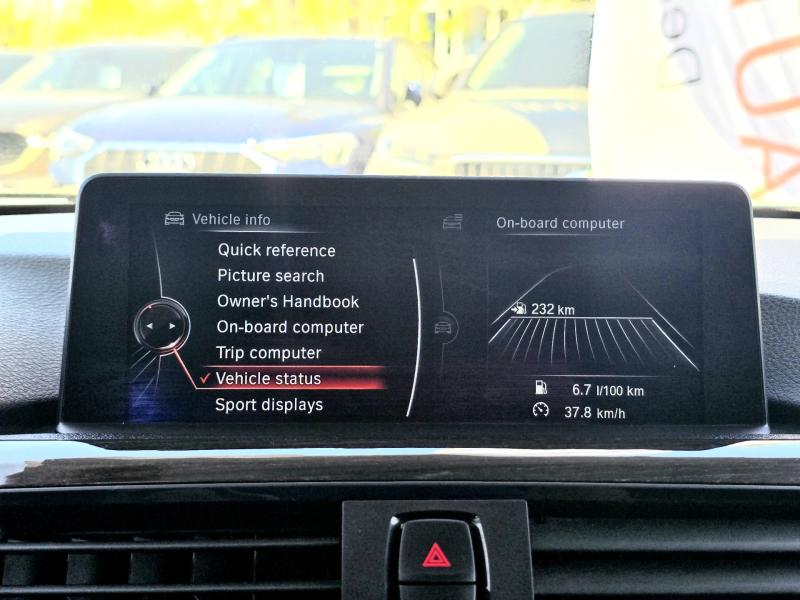 Vehicle info
Quick reference
Picture search
Owner's Handbook
On-board computer
Trip computer
✓ Vehicle status
Sport displays
On-board computer
232 km
6.7 l/100 km
37.8 km/h